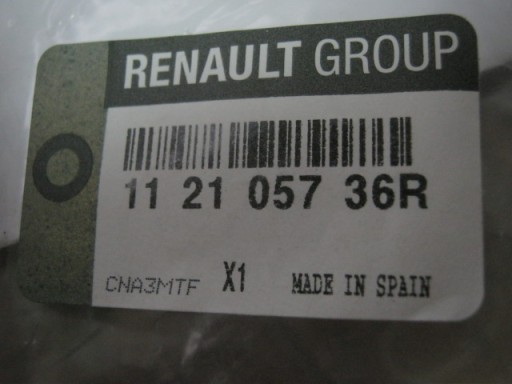 RENAULT GROUP
11 21 057 36R
CNA3MTF X1 MADE IN SPAIN